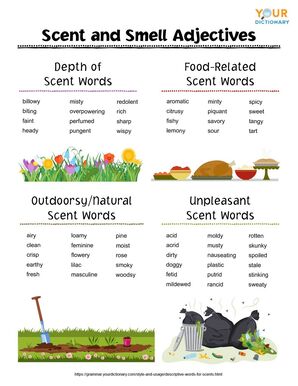 YOUR
DICTIONARY
Scent and Smell Adjectives
Depth of
Scent Words
billowy misty redolent
biting overpowering rich
faint perfumed sharp
heady pungent wispy
Food-Related
Scent Words
aromatic minty spicy
citrusy piquant sweet
fishy savory tangy
lemony sour tart
Outdoorsy/Natural
Scent Words
airy loamy pine
clean feminine moist
crisp flowery rose
earthy lilac smoky
fresh masculine woodsy
Unpleasant
Scent Words
acid moldy rotten
acrid musty skunky
dirty nauseating spoiled
doggy plastic stale
fetid putrid stinking
mildewed rancid sweaty
https://grammar.yourdictionary.com/style-and-usage/descriptive-words-for-scents.html